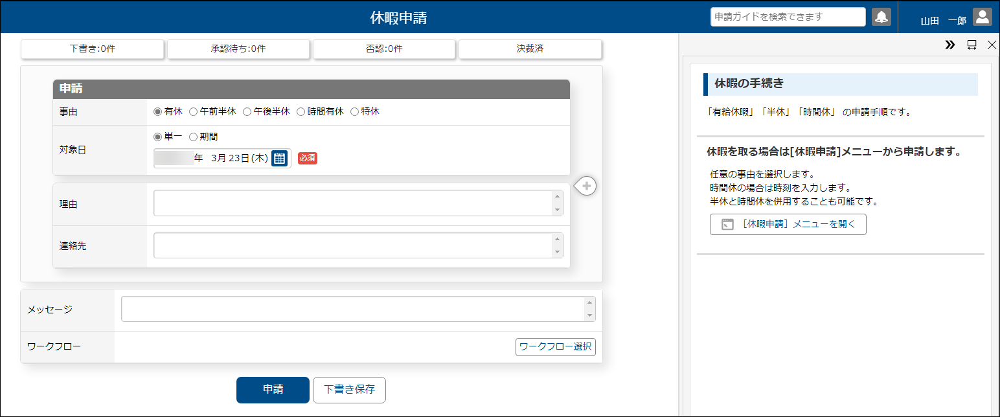 休暇申請
申請ガイドを検索できます
山田 一郎
下書き:0件
承認待ち:0件
否認:0件
決裁済
申請
事由
有休 午前半休 午後半休 時間有休 特休
対象日
単一 期間
年 3月 23日(木) 必須
理由
連絡先
メッセージ
ワークフロー
ワークフロー選択
申請
下書き保存
休暇の手続き
「有給休暇」「半休」「時間休」 の申請手順です。
休暇を取る場合は[休暇申請]メニューから申請します。
任意の事由を選択します。
時間休の場合は時刻を入力します。
半休と時間休を併用することも可能です。
［休暇申請］メニューを開く